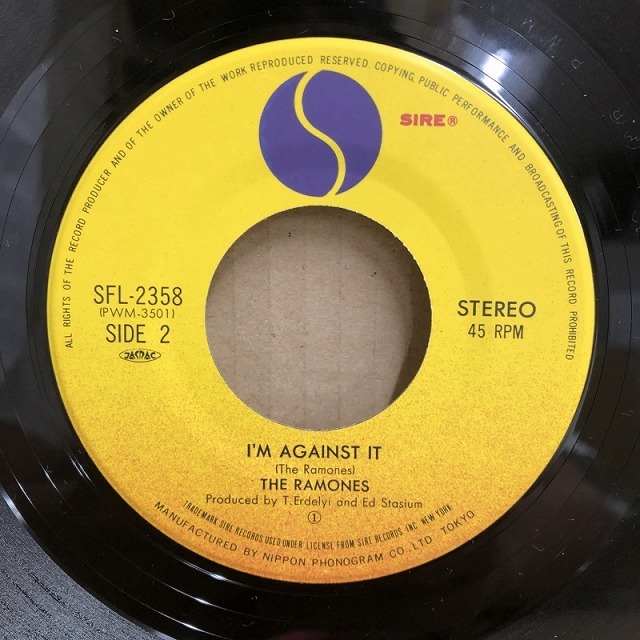 ALL RIGHTS OF THE RECORD PRODUCER AND OF THE OWNER OF THE WORK REPRODUCED RESERVED. COPYING, PUBLIC PERFORMANCE AND BROADCASTING OF THIS RECORD PROHIBITED
SIRE®
SFL-2358
(PWM-3501)
SIDE 2
JASRAC
STEREO
45 RPM
I'M AGAINST IT
(The Ramones)
THE RAMONES
Produced by T. Erdelyi and Ed Stasium
①
TRADEMARK SIRE RECORDS USED UNDER LICENSE FROM SIRE RECORDS, INC. NEW YORK.
MANUFACTURED BY NIPPON PHONOGRAM CO., LTD TOKYO